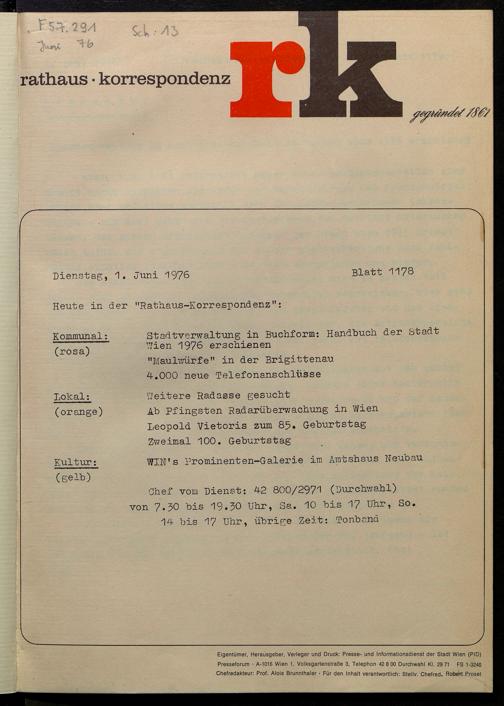 F57.291
Juni 76
Sch: 13
rathaus · korrespondenz
rk
gegründet 1861
Dienstag, 1. Juni 1976
Blatt 1178
Heute in der "Rathaus-Korrespondenz":
Kommunal:
(rosa)
Stadtverwaltung in Buchform: Handbuch der Stadt
Wien 1976 erschienen
"Maulwürfe" in der Brigittenau
4.000 neue Telefonanschlüsse
Lokal:
(orange)
Weitere Radasse gesucht
Ab Pfingsten Radarüberwachung in Wien
Leopold Vietoris zum 85. Geburtstag
Zweimal 100. Geburtstag
Kultur:
(gelb)
WIN's Prominenten-Galerie im Amtshaus Neubau
Chef vom Dienst: 42 800/2971 (Durchwahl)
von 7.30 bis 19.30 Uhr, Sa. 10 bis 17 Uhr, So.
14 bis 17 Uhr, übrige Zeit: Tonband
Eigentümer, Herausgeber, Verleger und Druck: Presse- und Informationsdienst der Stadt Wien (PID)
Presseforum - A-1016 Wien 1, Volksgartenstraße 3, Telephon 42 8 00 Durchwahl Kl. 29 71 FS 1-3240
Chefredakteur: Prof. Alois Brunnthaler · Für den Inhalt verantwortlich: Stellv. Chefred. Robert Prosel